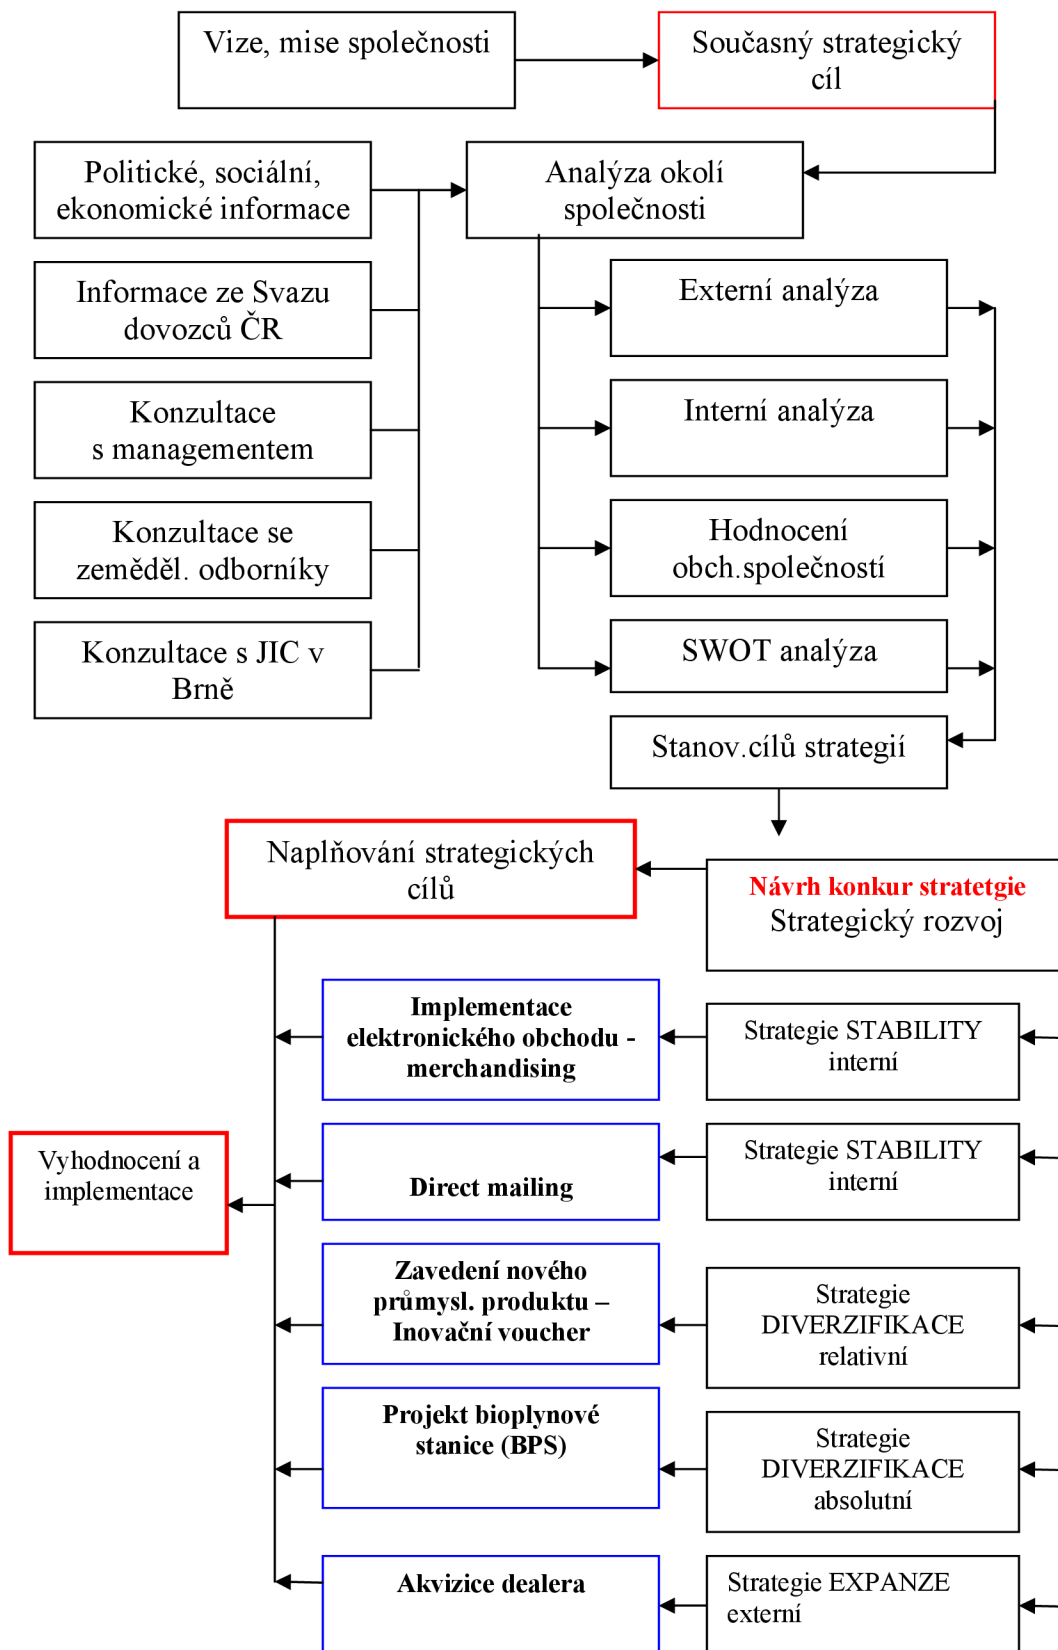 Vize, mise společnosti
Současný strategický
cíl
Politické, sociální,
ekonomické informace
Analýza okolí
společnosti
Informace ze Svazu
dovozců ČR
Externí analýza
Konzultace
s managementem
Interní analýza
Konzultace se
zeměděl. odborníky
Hodnocení
obch.společností
Konzultace s JIC v
Brně
SWOT analýza
Stanov.cílů strategií
Naplňování strategických
cílů
Návrh konkur stratetgie
Strategický rozvoj
Implementace
elektronického obchodu -
merchandising
Strategie STABILITY
interní
Vyhodnocení a
implementace
Direct mailing
Strategie STABILITY
interní
Zavedení nového
průmysl. produktu –
Inovační voucher
Strategie
DIVERZIFIKACE
relativní
Projekt bioplynové
stanice (BPS)
Strategie
DIVERZIFIKACE
absolutní
Akvizice dealera
Strategie EXPANZE
externí